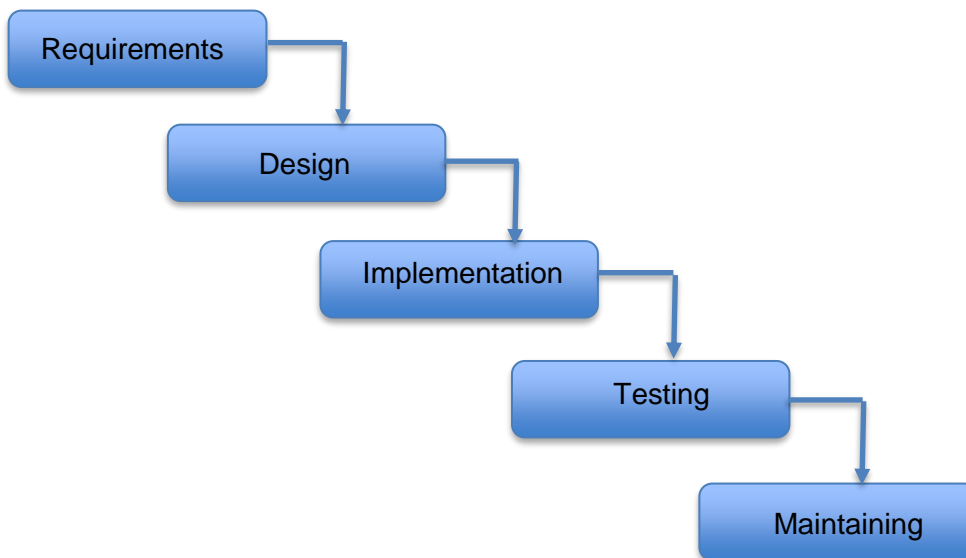 Requirements
Design
Implementation
Testing
Maintaining